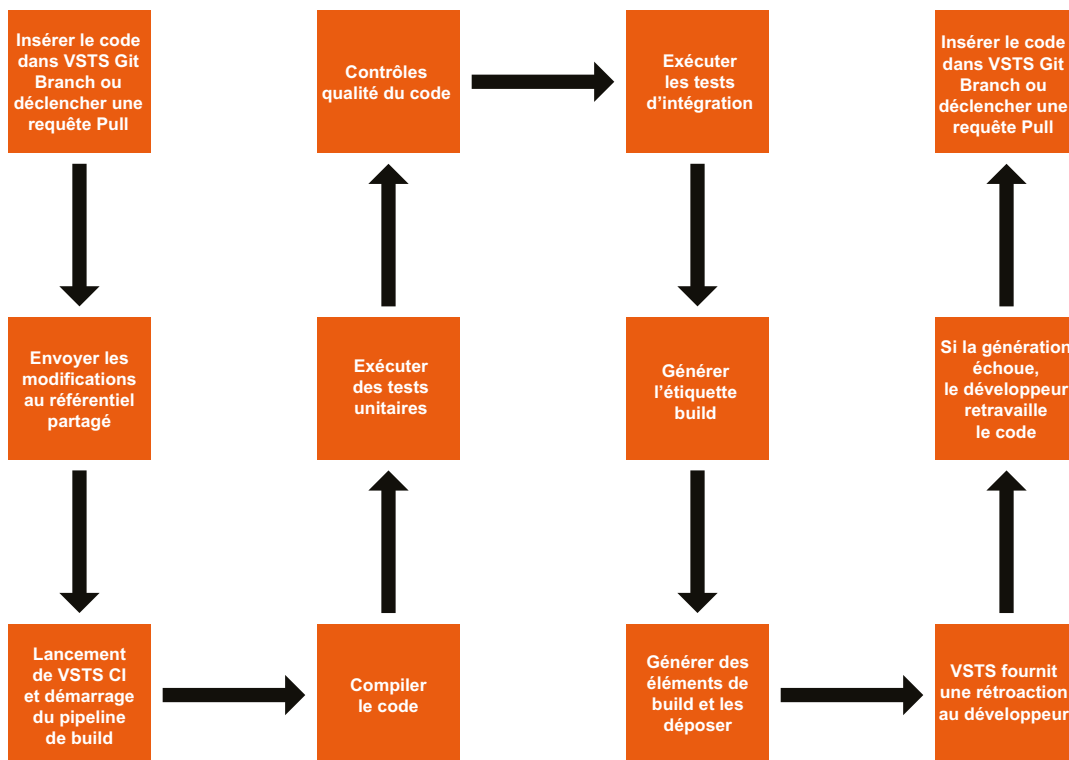 Insérer le code
dans VSTS Git
Branch ou
déclencher une
requête Pull
Envoyer les
modifications
au référentiel
partagé
Lancement
de VSTS CI
et démarrage
du pipeline
de build
Compiler
le code
Exécuter
des tests
unitaires
Contrôles
qualité du code
Exécuter
les tests
d’intégration
Générer
l’étiquette
build
Générer des
éléments de
build et les
déposer
VSTS fournit
une rétroaction
au développeur
Si la génération
échoue,
le développeur
retravaille
le code
Insérer le code
dans VSTS Git
Branch ou
déclencher une
requête Pull